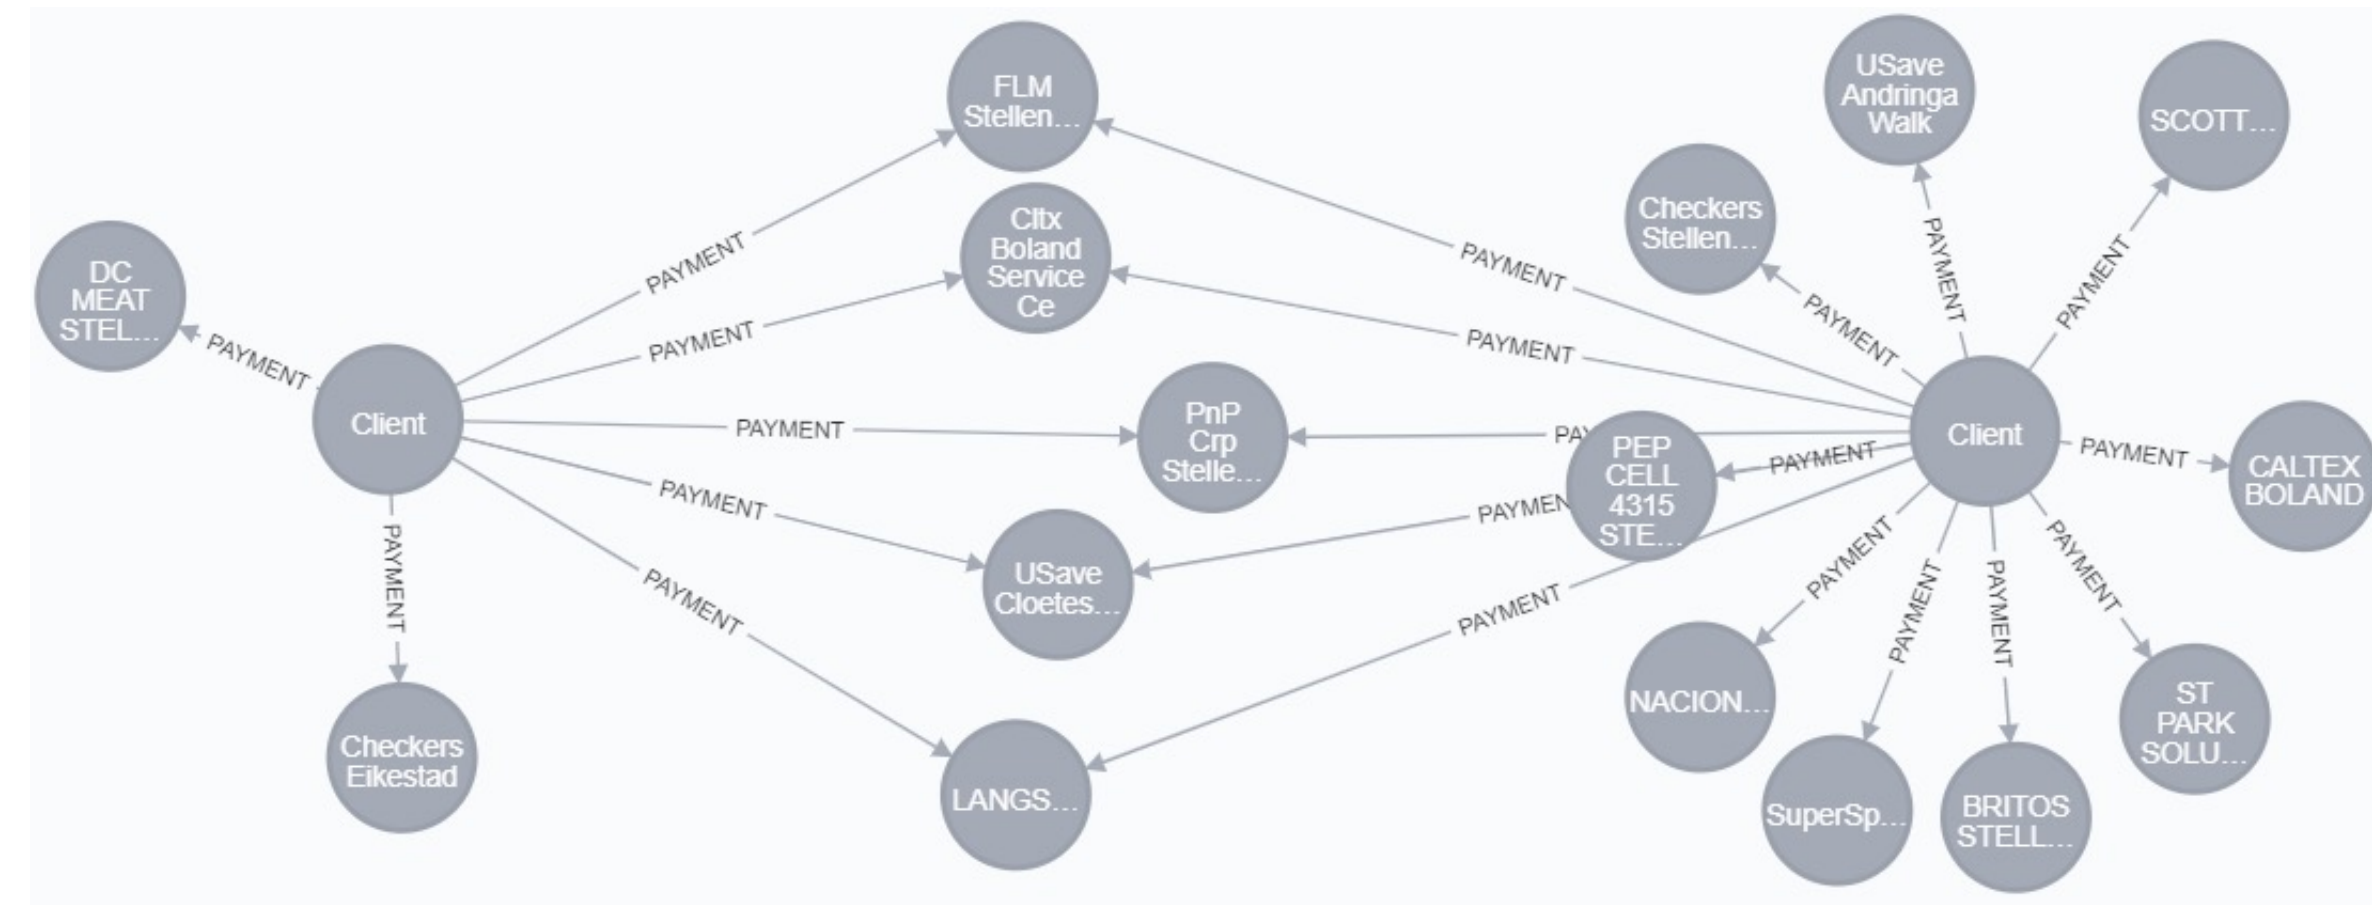 FLM
Stellen...
USave
Andringa
Walk
SCOTT...
Checkers
Stellen...
Cltx
Boland
Service
Ce
DC
MEAT
STEL...
PAYMENT
PAYMENT
PAYMENT
PAYMENT
PAYMENT
PAYMENT
PAYMENT
PAYMENT
Client
PnP
Crp
Stelle...
PAYMENT
PAY
PEP
CELL
4315
STE...
PAYMENT
Client
PAYMENT
CALTEX
BOLAND
PAYMENT
PAYMEN
PAYMENT
PAYMENT
USave
Cloetes...
PAYMENT
PAYMENT
PAYMENT
PAYMENT
PAYMENT
PAYMENT
NACION...
ST
PARK
SOLU...
Checkers
Eikestad
LANGS...
SuperSp...
BRITOS
STELL...